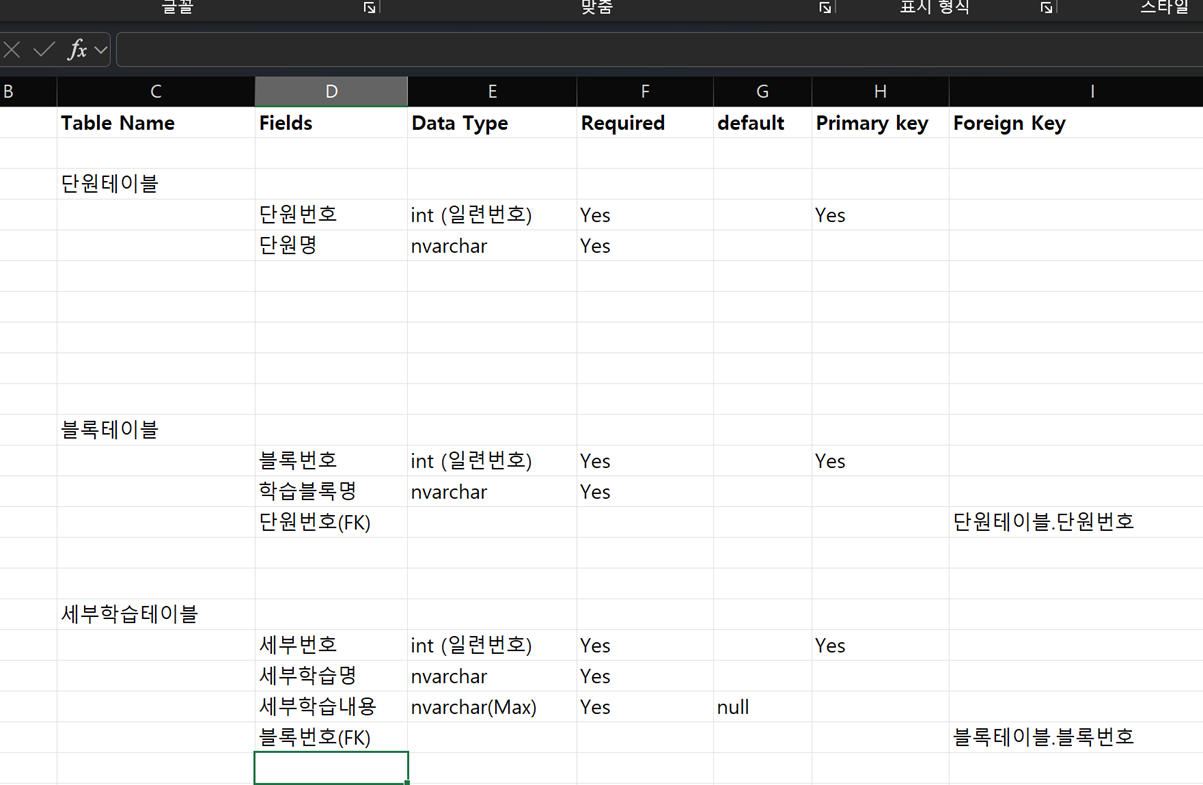 글꼴 맞춤 표시 형식 스타일
fx
B C D E F G H I
Table Name Fields Data Type Required default Primary key Foreign Key
단원테이블
단원번호 int (일련번호) Yes Yes
단원명 nvarchar Yes
블록테이블
블록번호 int (일련번호) Yes Yes
학습블록명 nvarchar Yes
단원번호(FK) 단원테이블.단원번호
세부학습테이블
세부번호 int (일련번호) Yes Yes
세부학습명 nvarchar Yes
세부학습내용 nvarchar(Max) Yes null
블록번호(FK) 블록테이블.블록번호